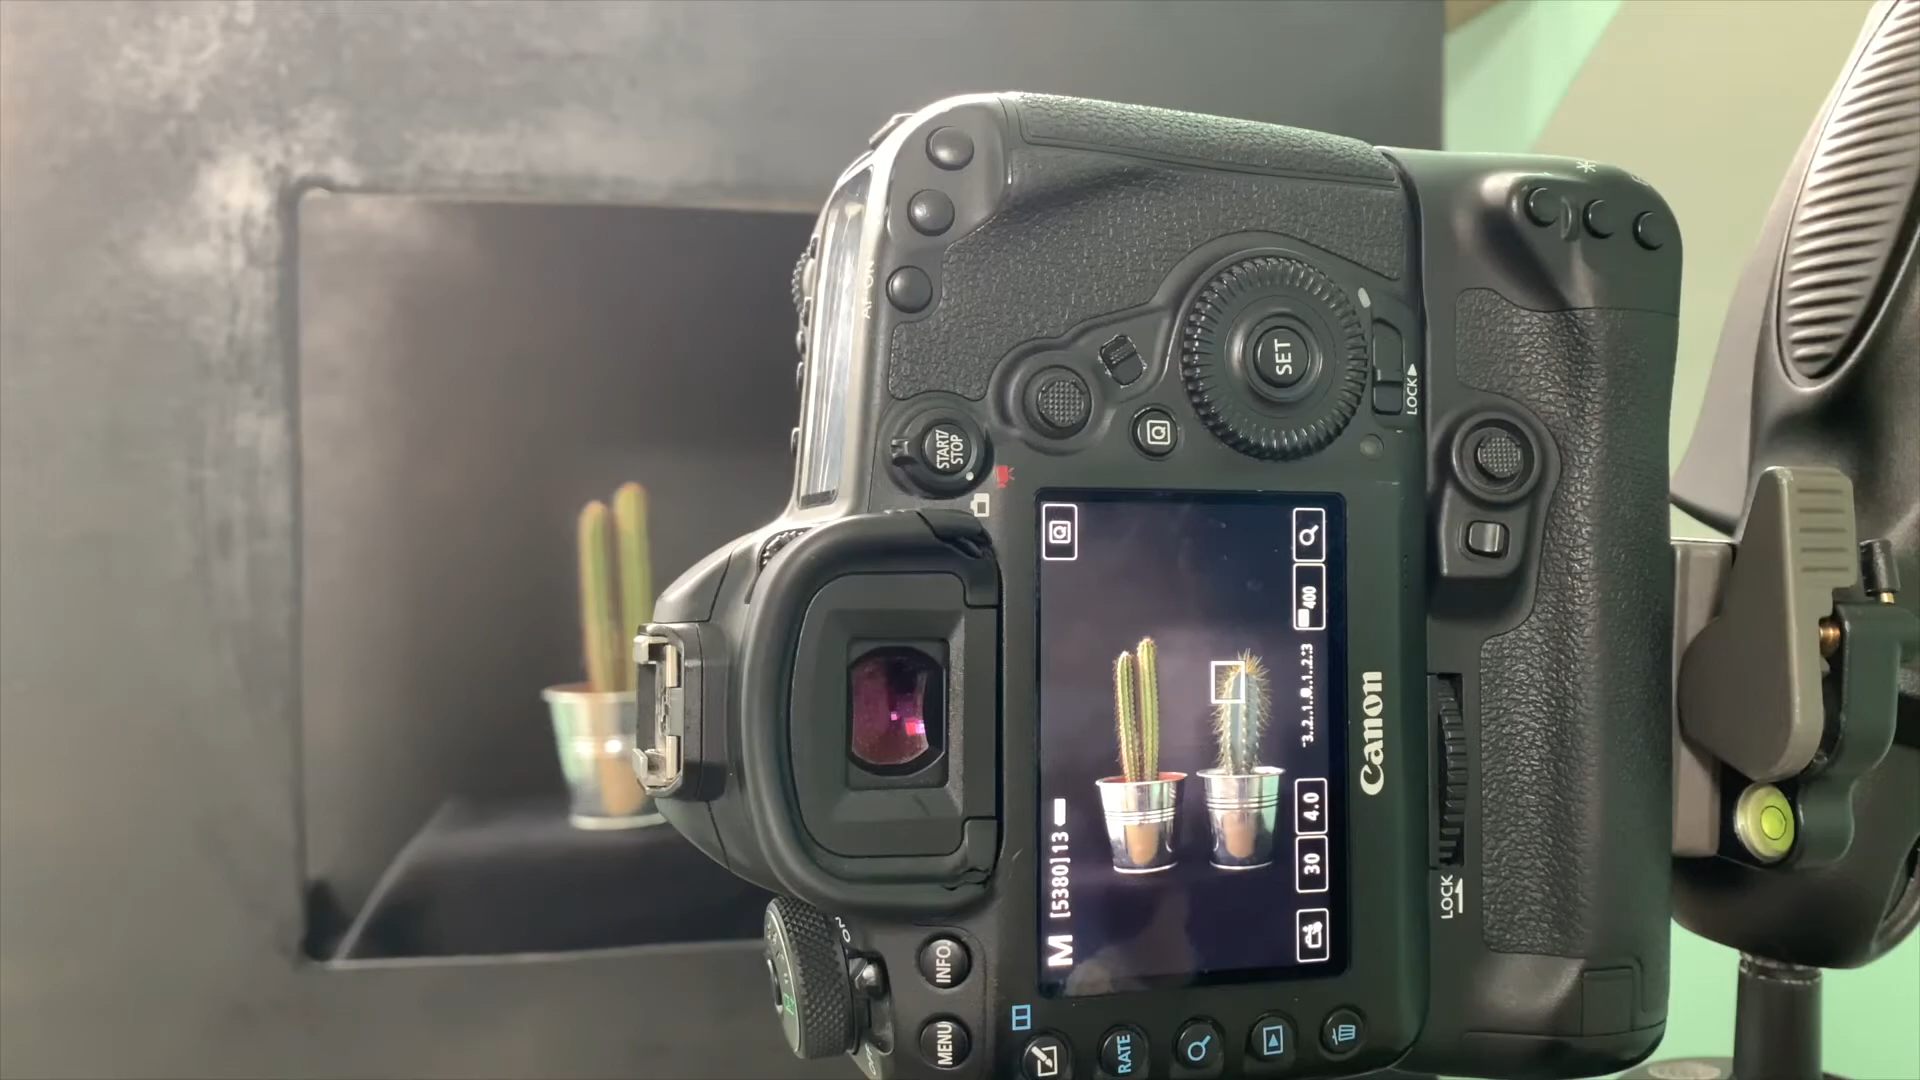 M [5380] 13
Q
30 4.0 -3..2..1..0..1..2..+3 400
Canon
MENU
INFO
START/
STOP
AF-ON
Q
SET
LOCK▶
LOCK
RATE
ON